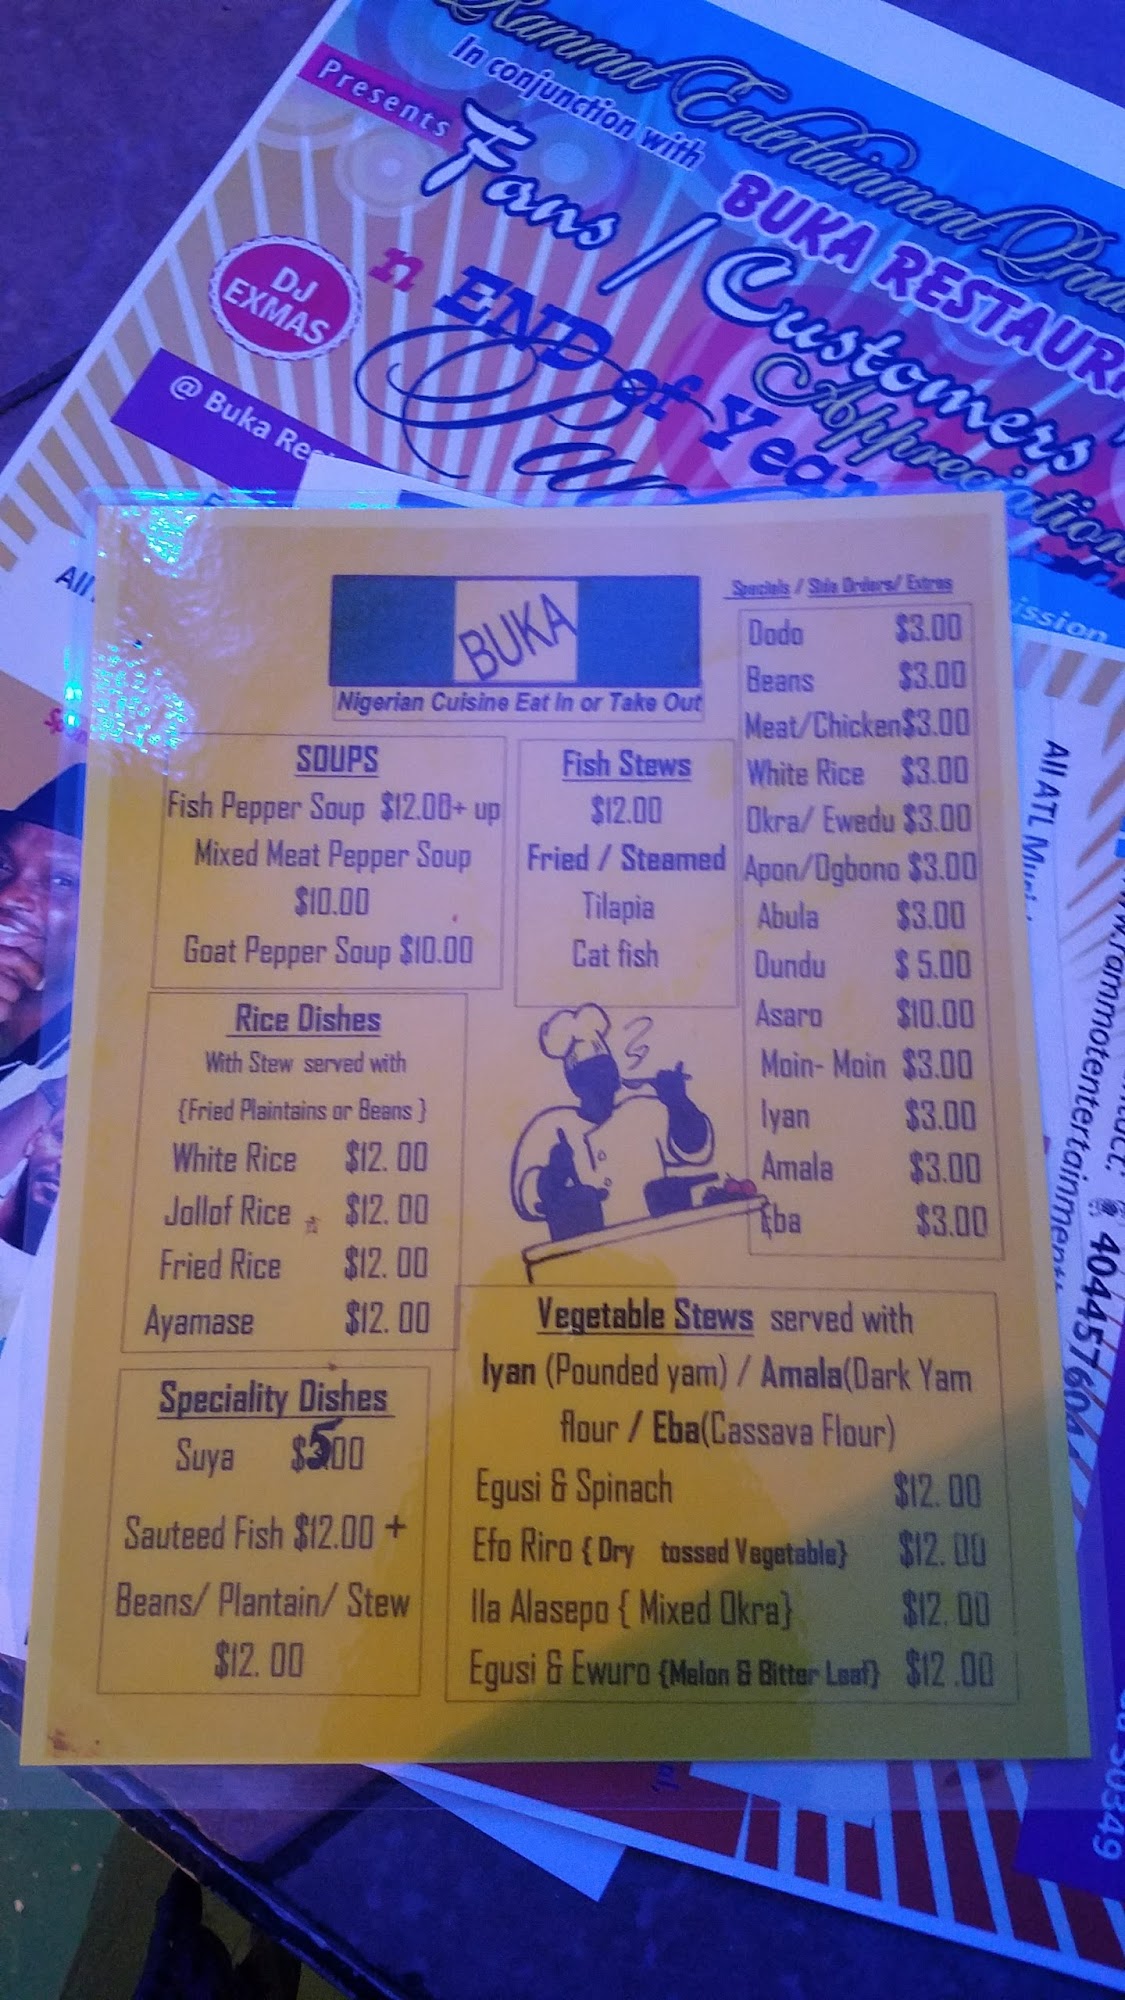 Rammot Entertainment
In conjunction with
BUKA
Presents
Fans / Customers
Appreciation
n END of Year
DJ
EXMAS
@ Buka
ission
BUKA
Nigerian Cuisine Eat In or Take Out
SOUPS
Fish Pepper Soup $12.00+ up
Mixed Meat Pepper Soup
$10.00
Goat Pepper Soup $10.00
Fish Stews
$12.00
Fried / Steamed
Tilapia
Cat fish
Specials / Side Orders/ Extras
Dodo $3.00
Beans $3.00
Meat/Chicken$3.00
White Rice $3.00
Okra/ Ewedu $3.00
Apon/Ogbono $3.00
Abula $3.00
Dundu $ 5.00
Asaro $10.00
Moin- Moin $3.00
Iyan $3.00
Amala $3.00
Eba $3.00
Rice Dishes
With Stew served with
{Fried Plaintains or Beans }
White Rice $12. 00
Jollof Rice $12. 00
Fried Rice $12. 00
Ayamase $12. 00
Speciality Dishes
Suya $5.00
Sauteed Fish $12.00 +
Beans/ Plantain/ Stew
$12. 00
Vegetable Stews served with
Iyan (Pounded yam) / Amala(Dark Yam
flour / Eba(Cassava Flour)
Egusi & Spinach $12. 00
Efo Riro { Dry tossed Vegetable} $12. 00
Ila Alasepo { Mixed Okra} $12. 00
Egusi & Ewuro {Melon & Bitter Leaf} $12 .00
All ATL
4044457604